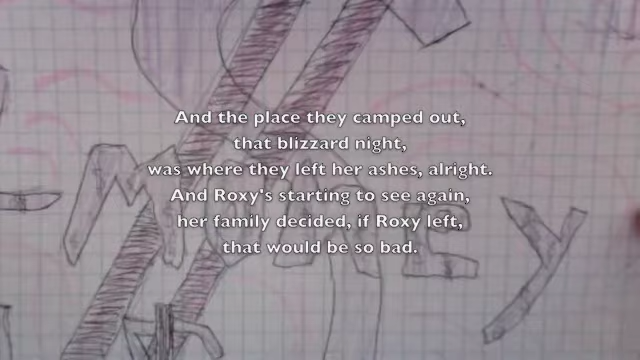 And the place they camped out,
that blizzard night,
was where they left her ashes, alright.
And Roxy's starting to see again,
her family decided, if Roxy left,
that would be so bad.